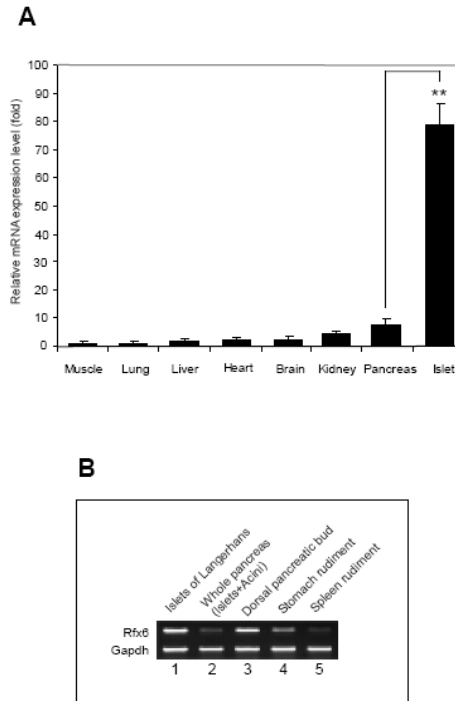 A
Relative mRNA expression level (fold)
100
90
80
70
60
50
40
30
20
10
0
**
Muscle Lung Liver Heart Brain Kidney Pancreas Islet
B
Islets of Langerhans
Whole pancreas
(Islets+Acini)
Dorsal pancreatic bud
Stomach rudiment
Spleen rudiment
Rfx6
Gapdh
1 2 3 4 5